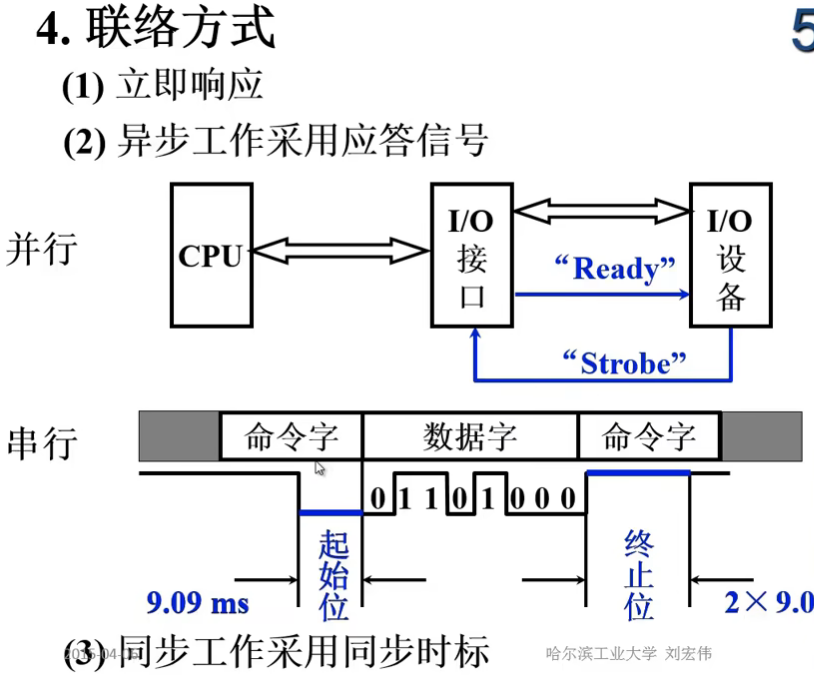 4. 联络方式
5
(1) 立即响应
(2) 异步工作采用应答信号
并行
CPU
I/O
接
口
I/O
设
备
“Ready”
“Strobe”
串行
命令字
数据字
命令字
0 1 1 0 1 0 0 0
起
始
位
终
止
位
9.09 ms
2×9.0
(3) 同步工作采用同步时标
哈尔滨工业大学 刘宏伟